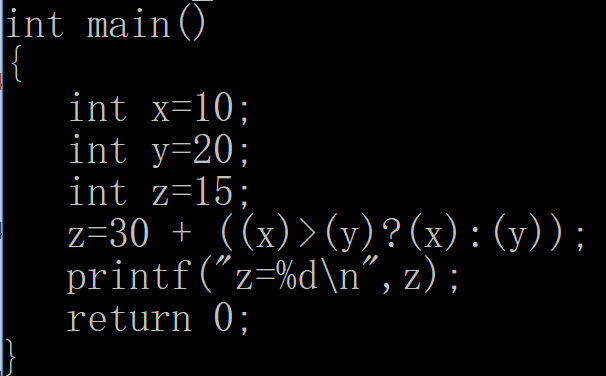 int main()
{
int x=10;
int y=20;
int z=15;
z=30 + ((x)>(y)?(x):(y));
printf("z=%d\n",z);
return 0;
}